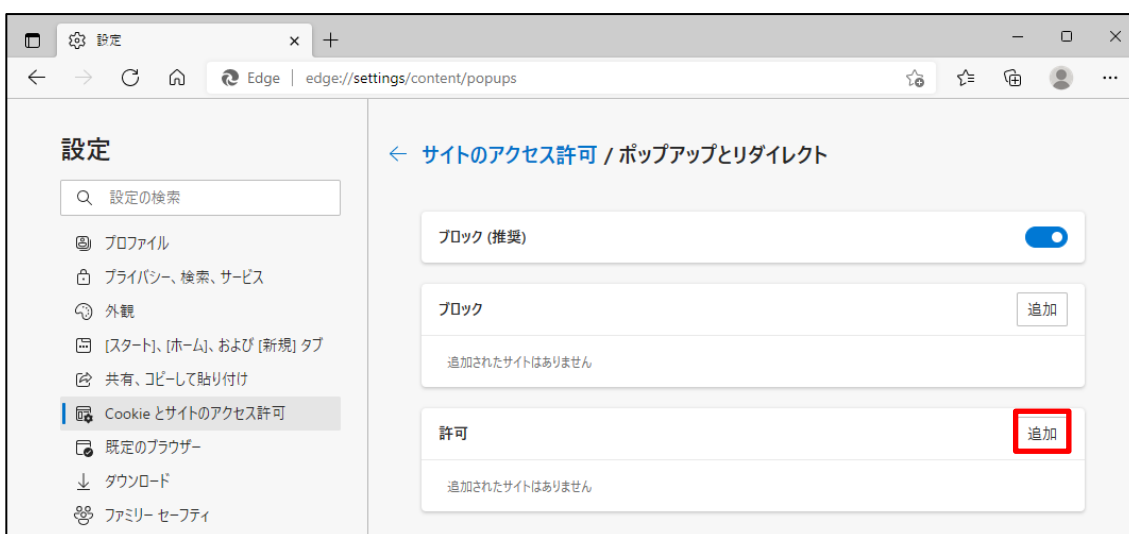 設定
Edge | edge://settings/content/popups
設定
設定の検索
プロファイル
プライバシー、検索、サービス
外観
[スタート]、[ホーム]、および [新規] タブ
共有、コピーして貼り付け
Cookie とサイトのアクセス許可
既定のブラウザー
ダウンロード
ファミリー セーフティ
サイトのアクセス許可 / ポップアップとリダイレクト
ブロック (推奨)
ブロック
追加
追加されたサイトはありません
許可
追加
追加されたサイトはありません